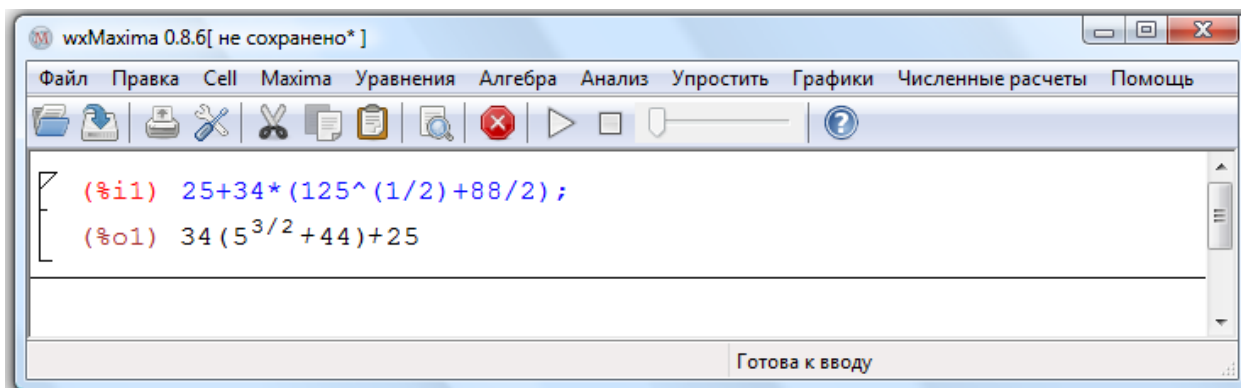 wxMaxima 0.8.6[ не сохранено* ]
Файл Правка Cell Maxima Уравнения Алгебра Анализ Упростить Графики Численные расчеты Помощь
(%i1) 25+34*(125^(1/2)+88/2);
(%o1) 34(5^3/2+44)+25
Готова к вводу